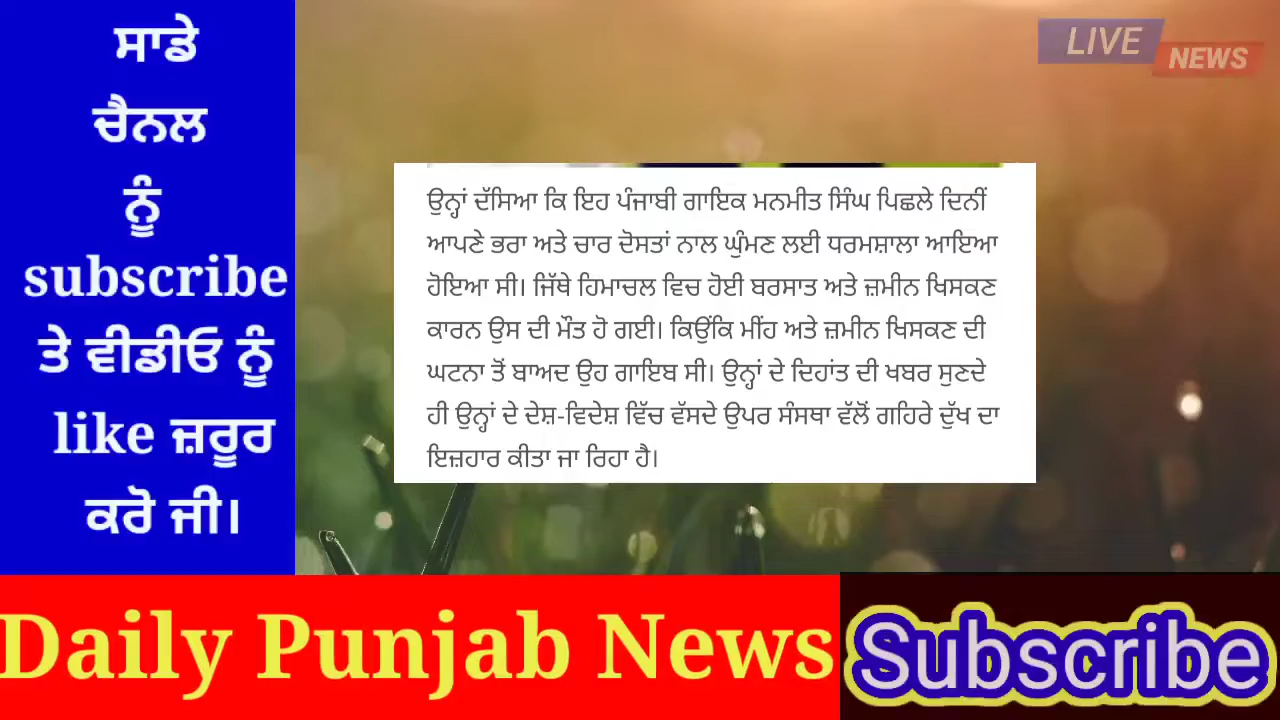 ਸਾਡੇ
ਚੈਨਲ
ਨੂੰ
subscribe
ਤੇ ਵੀਡੀਓ ਨੂੰ
like ਜ਼ਰੂਰ
ਕਰੋ ਜੀ।
LIVE
NEWS
ਉਨ੍ਹਾਂ ਦੱਸਿਆ ਕਿ ਇਹ ਪੰਜਾਬੀ ਗਾਇਕ ਮਨਮੀਤ ਸਿੰਘ ਪਿਛਲੇ ਦਿਨੀਂ
ਆਪਣੇ ਭਰਾ ਅਤੇ ਚਾਰ ਦੋਸਤਾਂ ਨਾਲ ਘੁੰਮਣ ਲਈ ਧਰਮਸ਼ਾਲਾ ਆਇਆ
ਹੋਇਆ ਸੀ। ਜਿੱਥੇ ਹਿਮਾਚਲ ਵਿਚ ਹੋਈ ਬਰਸਾਤ ਅਤੇ ਜ਼ਮੀਨ ਖਿਸਕਣ
ਕਾਰਨ ਉਸ ਦੀ ਮੌਤ ਹੋ ਗਈ। ਕਿਉਂਕਿ ਮੀਂਹ ਅਤੇ ਜ਼ਮੀਨ ਖਿਸਕਣ ਦੀ
ਘਟਨਾ ਤੋਂ ਬਾਅਦ ਉਹ ਗਾਇਬ ਸੀ। ਉਨ੍ਹਾਂ ਦੇ ਦਿਹਾਂਤ ਦੀ ਖਬਰ ਸੁਣਦੇ
ਹੀ ਉਨ੍ਹਾਂ ਦੇ ਦੇਸ਼-ਵਿਦੇਸ਼ ਵਿੱਚ ਵੱਸਦੇ ਉਪਰ ਸੰਸਥਾ ਵੱਲੋਂ ਗਹਿਰੇ ਦੁੱਖ ਦਾ
ਇਜ਼ਹਾਰ ਕੀਤਾ ਜਾ ਰਿਹਾ ਹੈ।
Daily Punjab News
Subscribe